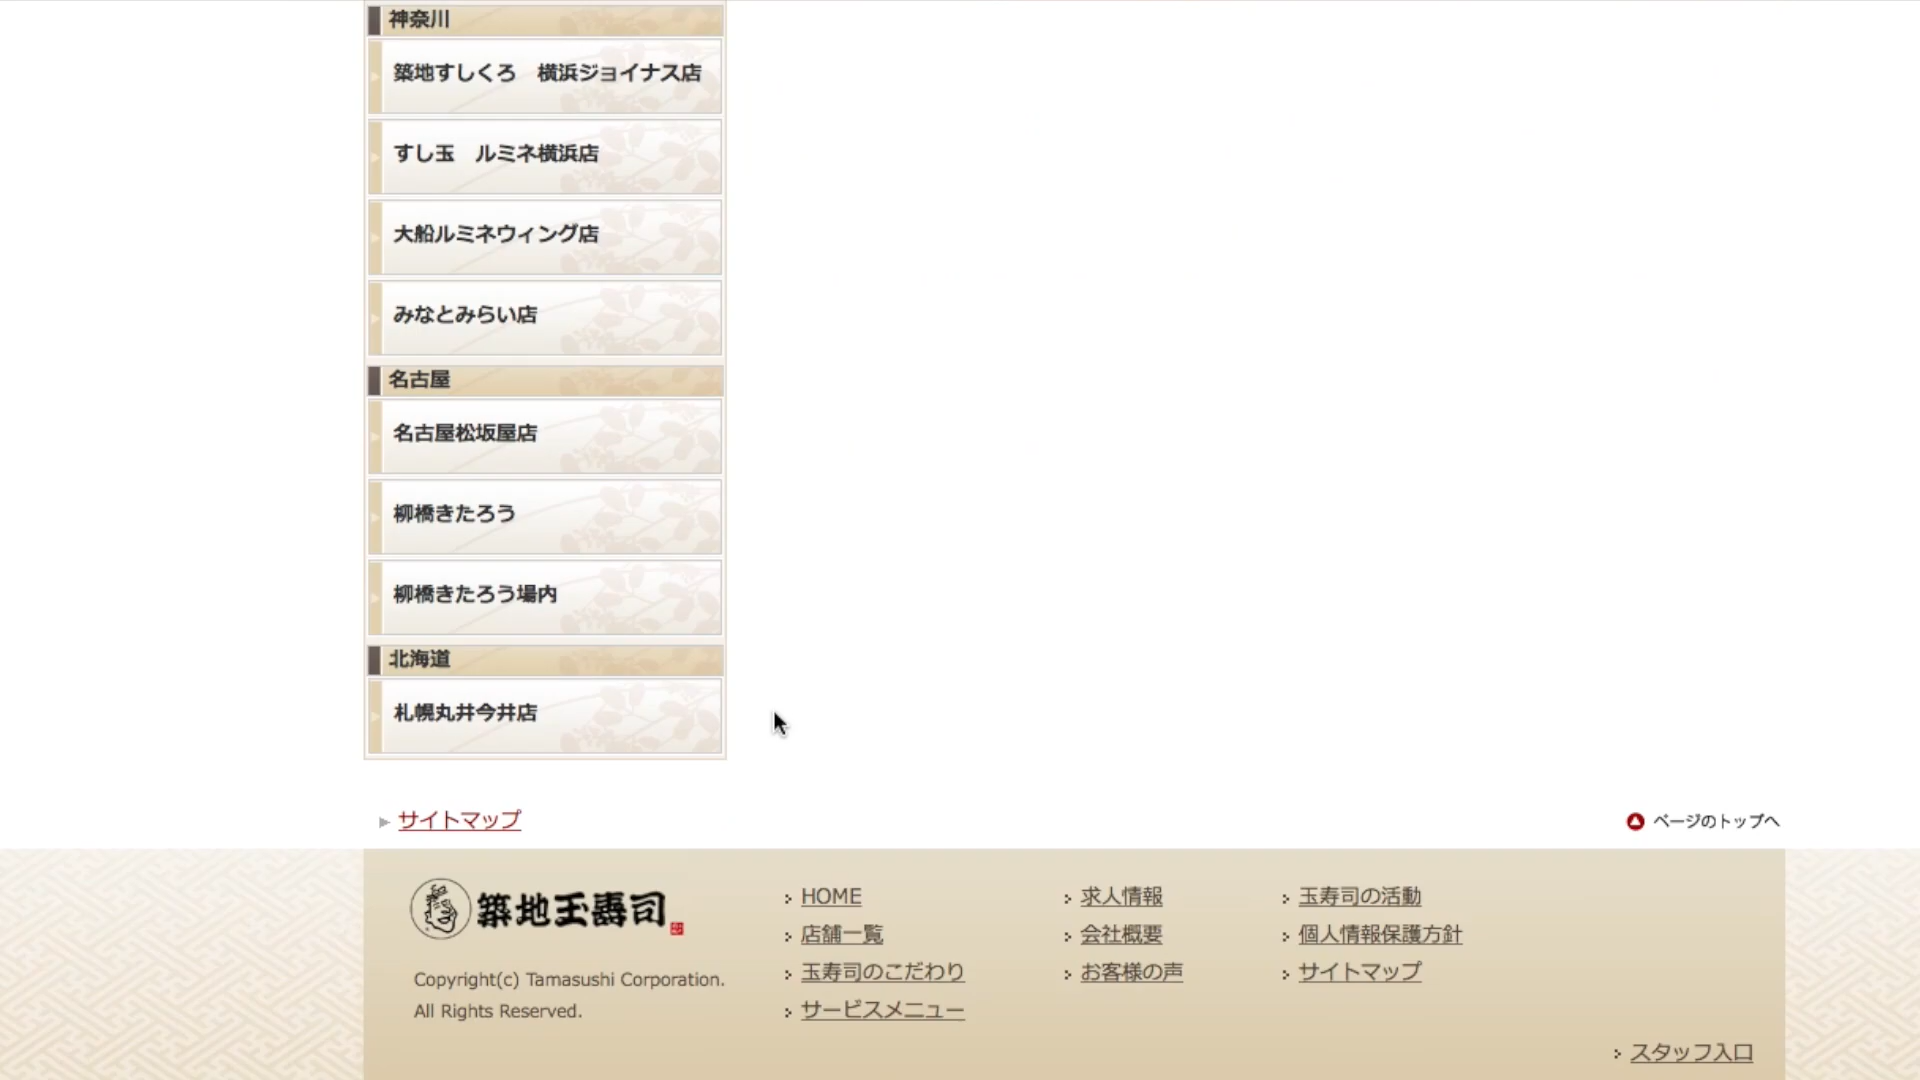 神奈川
築地すしくろ　横浜ジョイナス店
すし玉　ルミネ横浜店
大船ルミネウィング店
みなとみらい店
名古屋
名古屋松坂屋店
柳橋きたろう
柳橋きたろう場内
北海道
札幌丸井今井店
サイトマップ
ページのトップへ
築地玉壽司
Copyright(c) Tamasushi Corporation.
All Rights Reserved.
HOME
店舗一覧
玉寿司のこだわり
サービスメニュー
求人情報
会社概要
お客様の声
玉寿司の活動
個人情報保護方針
サイトマップ
スタッフ入口